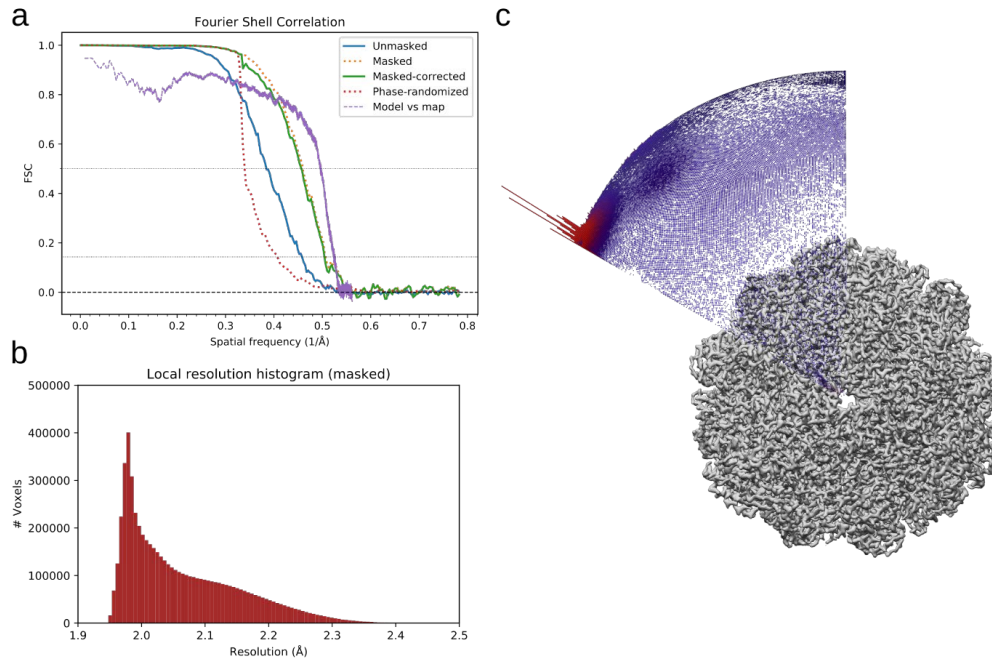 a
Fourier Shell Correlation
1.0
0.8
0.6
0.4
0.2
0.0
FSC
Unmasked
Masked
Masked-corrected
Phase-randomized
Model vs map
0.0 0.1 0.2 0.3 0.4 0.5 0.6 0.7 0.8
Spatial frequency (1/Å)
b
Local resolution histogram (masked)
500000
400000
300000
200000
100000
0
# Voxels
1.9 2.0 2.1 2.2 2.3 2.4 2.5
Resolution (Å)
c